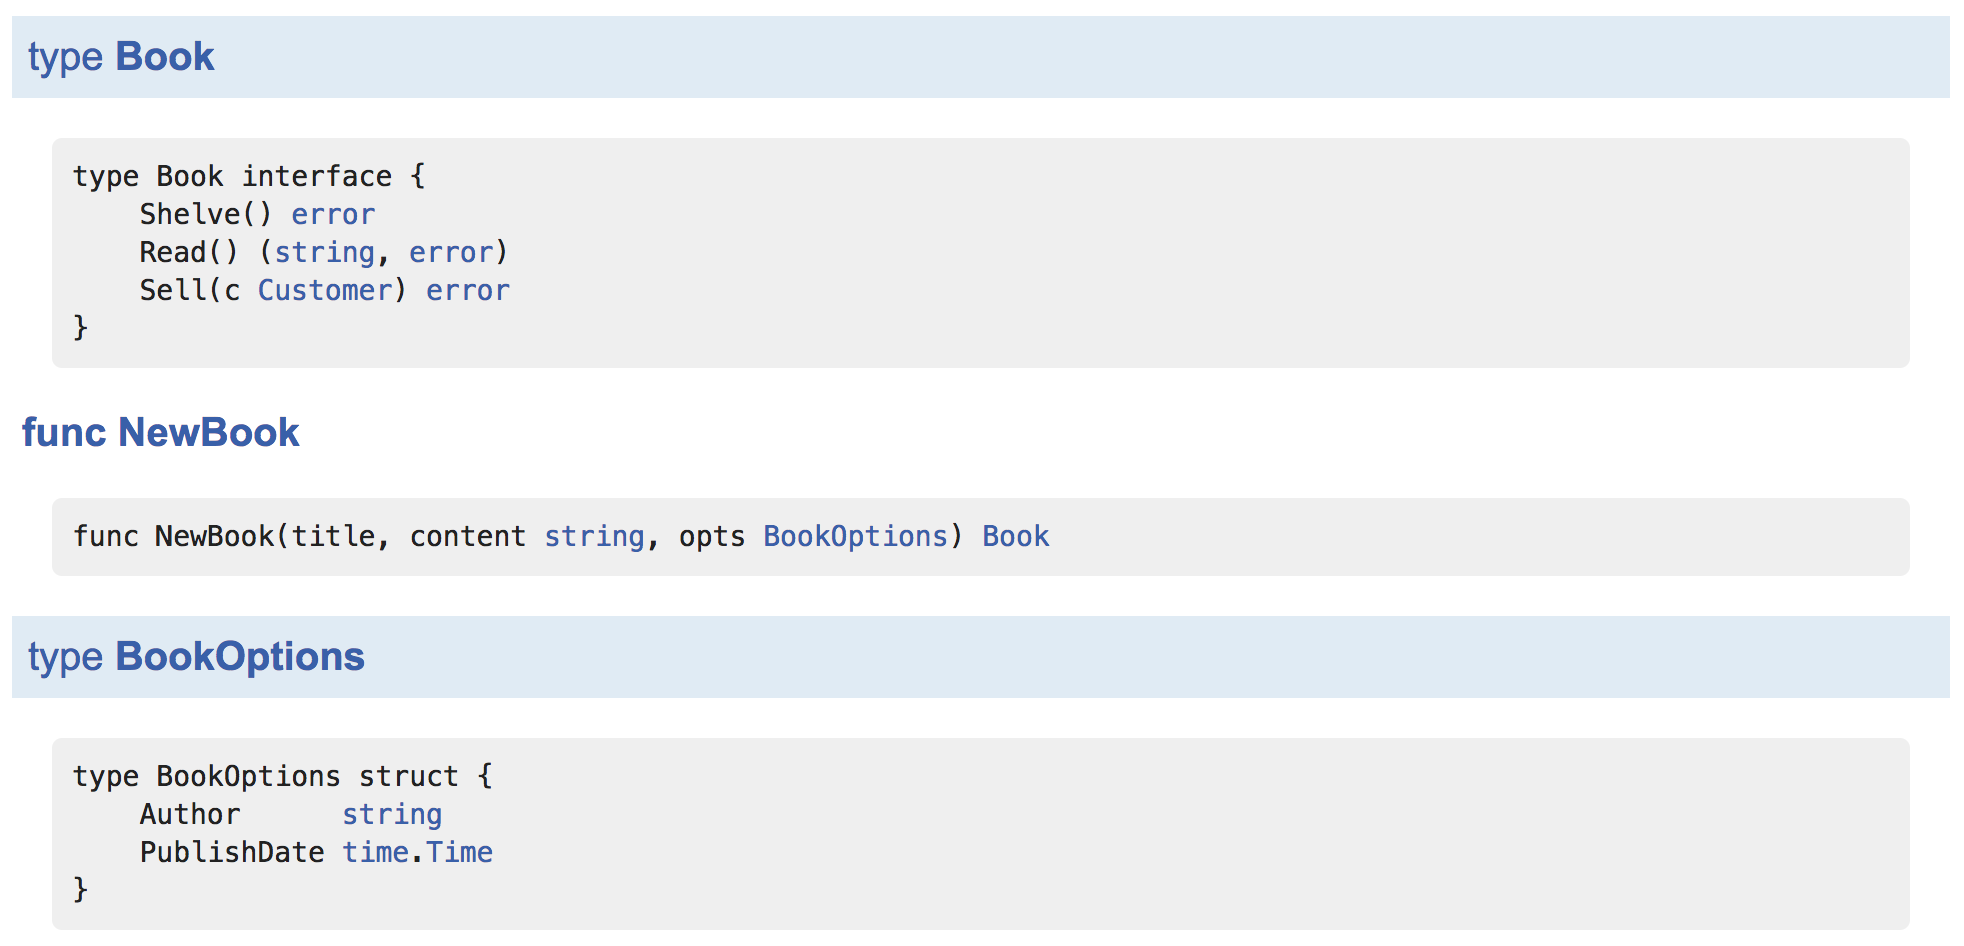 type Book
type Book interface {
    Shelve() error
    Read() (string, error)
    Sell(c Customer) error
}
func NewBook
func NewBook(title, content string, opts BookOptions) Book
type BookOptions
type BookOptions struct {
    Author      string
    PublishDate time.Time
}